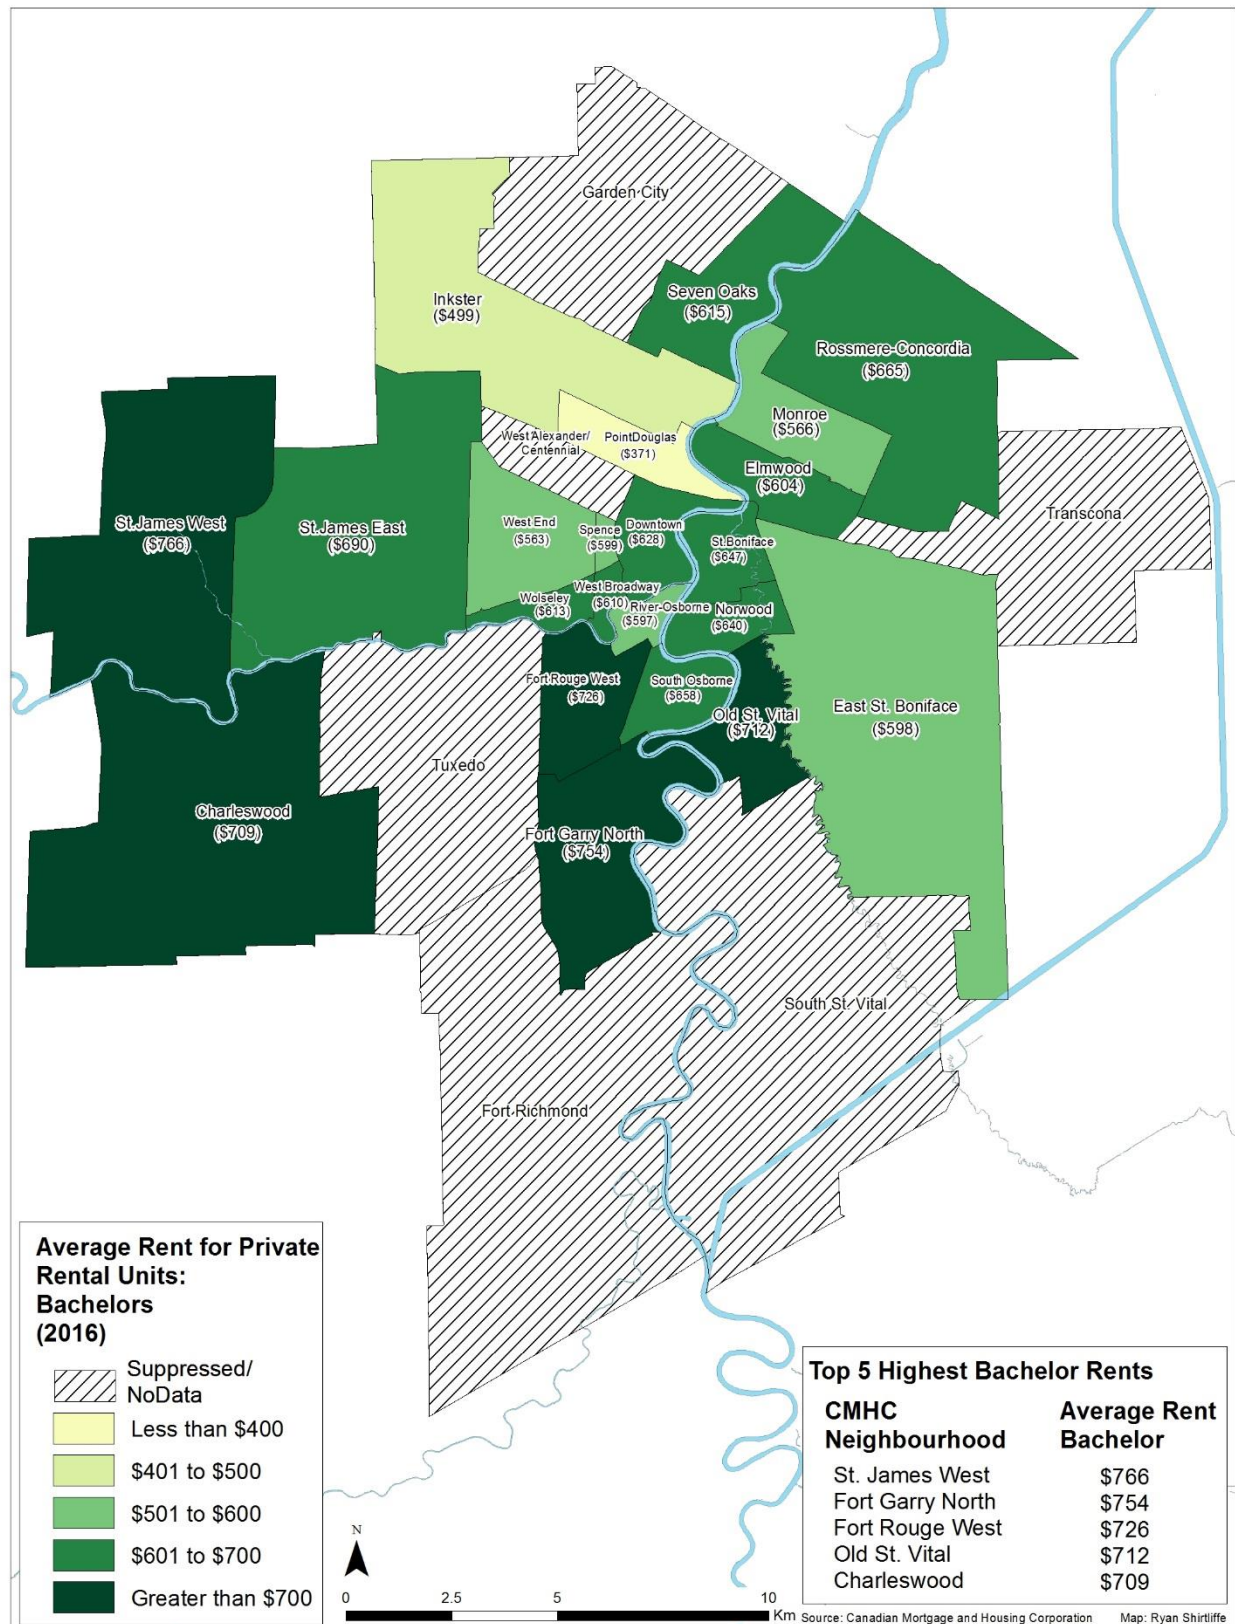 Garden City
Inkster
($499)
Seven Oaks
($615)
Rossmere-Concordia
($665)
Monroe
($566)
West Alexander/
Centennial
PointDouglas
($371)
Elmwood
($604)
Transcona
St.James West
($766)
St.James East
($690)
West End
($563)
Spence
($599)
Downtown
($628)
St.Boniface
($647)
Wolseley
($613)
West Broadway
($610)
River-Osborne
($597)
Norwood
($640)
Fort Rouge West
($726)
South Osborne
($658)
Old St. Vital
($712)
East St. Boniface
($598)
Tuxedo
Charleswood
($709)
Fort Garry North
($754)
South St. Vital
Fort Richmond
Average Rent for Private
Rental Units:
Bachelors
(2016)
Suppressed/
NoData
Less than $400
$401 to $500
$501 to $600
$601 to $700
Greater than $700
N
0 2.5 5 10
Km
Top 5 Highest Bachelor Rents
CMHC Average Rent
Neighbourhood Bachelor
St. James West $766
Fort Garry North $754
Fort Rouge West $726
Old St. Vital $712
Charleswood $709
Source: Canadian Mortgage and Housing Corporation Map: Ryan Shirtliffe